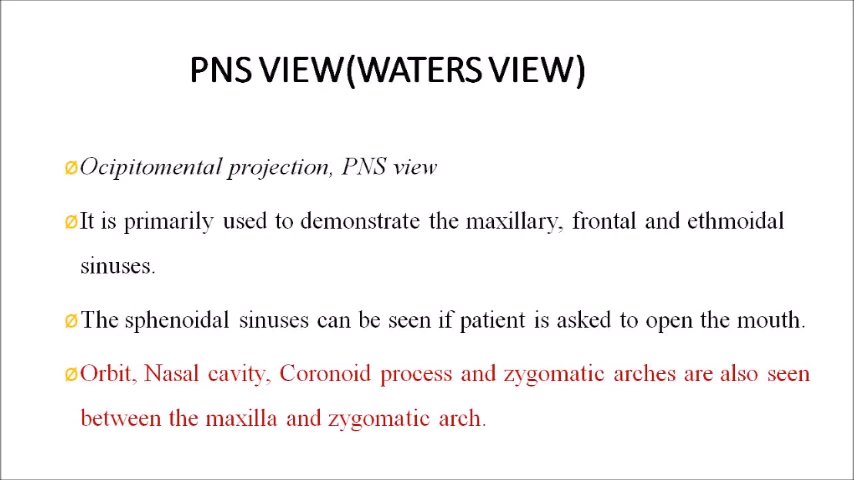 PNS VIEW(WATERS VIEW)
Ø Ocipitomental projection, PNS view
Ø It is primarily used to demonstrate the maxillary, frontal and ethmoidal
sinuses.
Ø The sphenoidal sinuses can be seen if patient is asked to open the mouth.
Ø Orbit, Nasal cavity, Coronoid process and zygomatic arches are also seen
between the maxilla and zygomatic arch.